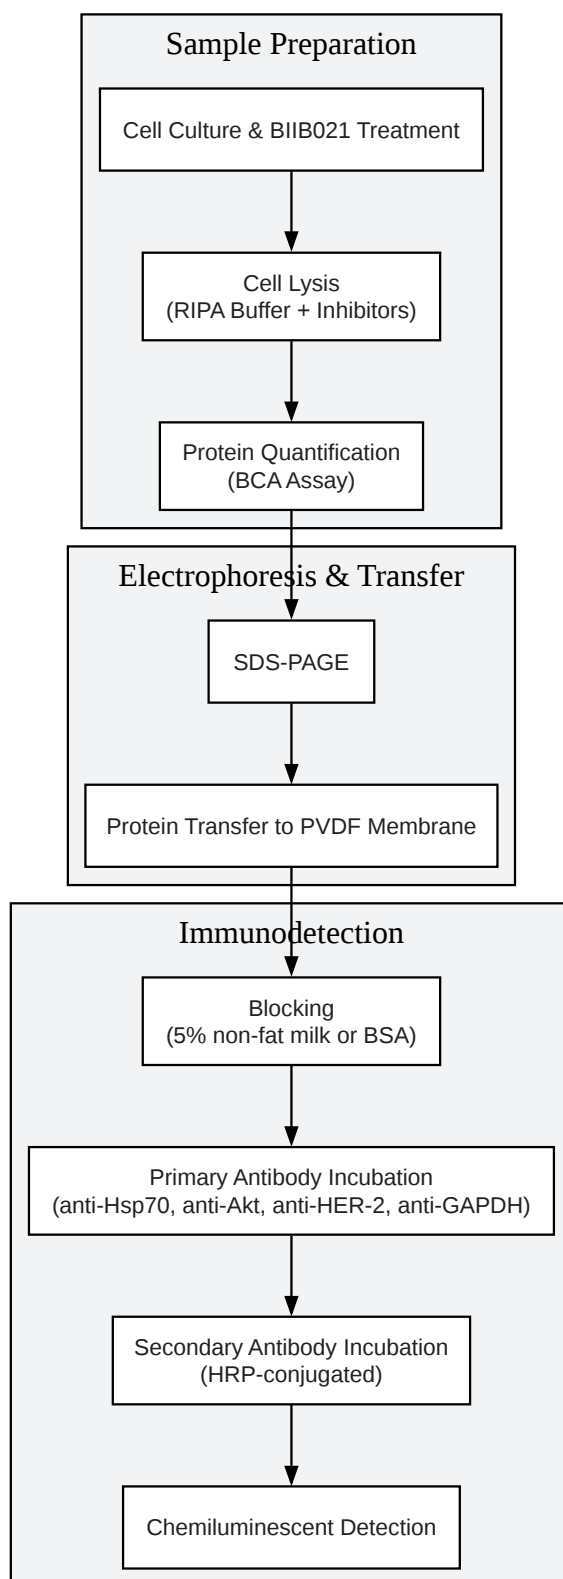 Sample Preparation
Cell Culture & BIIB021 Treatment
Cell Lysis
(RIPA Buffer + Inhibitors)
Protein Quantification
(BCA Assay)
Electrophoresis & Transfer
SDS-PAGE
Protein Transfer to PVDF Membrane
Immunodetection
Blocking
(5% non-fat milk or BSA)
Primary Antibody Incubation
(anti-Hsp70, anti-Akt, anti-HER-2, anti-GAPDH)
Secondary Antibody Incubation
(HRP-conjugated)
Chemiluminescent Detection